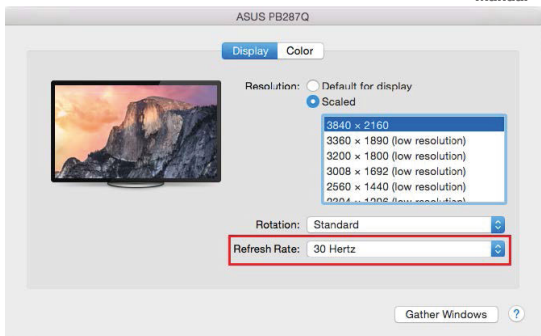 ASUS PB287Q
Display Color
Resolution: Default for display
Scaled
3840 × 2160
3360 × 1890 (low resolution)
3200 × 1800 (low resolution)
3008 × 1692 (low resolution)
2560 × 1440 (low resolution)
Rotation: Standard
Refresh Rate: 30 Hertz
Gather Windows ?